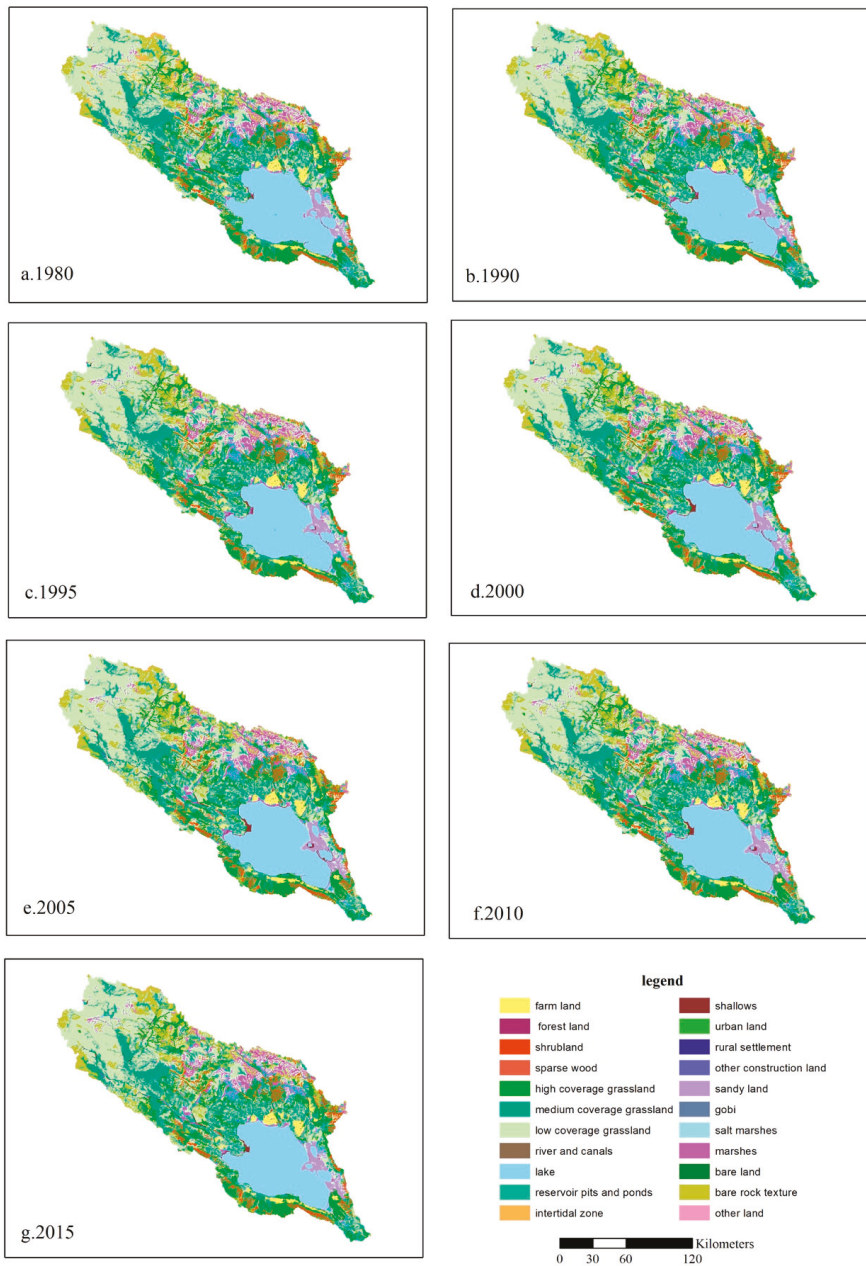 a.1980
b.1990
c.1995
d.2000
e.2005
f.2010
g.2015
legend
farm land
forest land
shrubland
sparse wood
high coverage grassland
medium coverage grassland
low coverage grassland
river and canals
lake
reservoir pits and ponds
intertidal zone
shallows
urban land
rural settlement
other construction land
sandy land
gobi
salt marshes
marshes
bare land
bare rock texture
other land
Kilometers
0 30 60 120